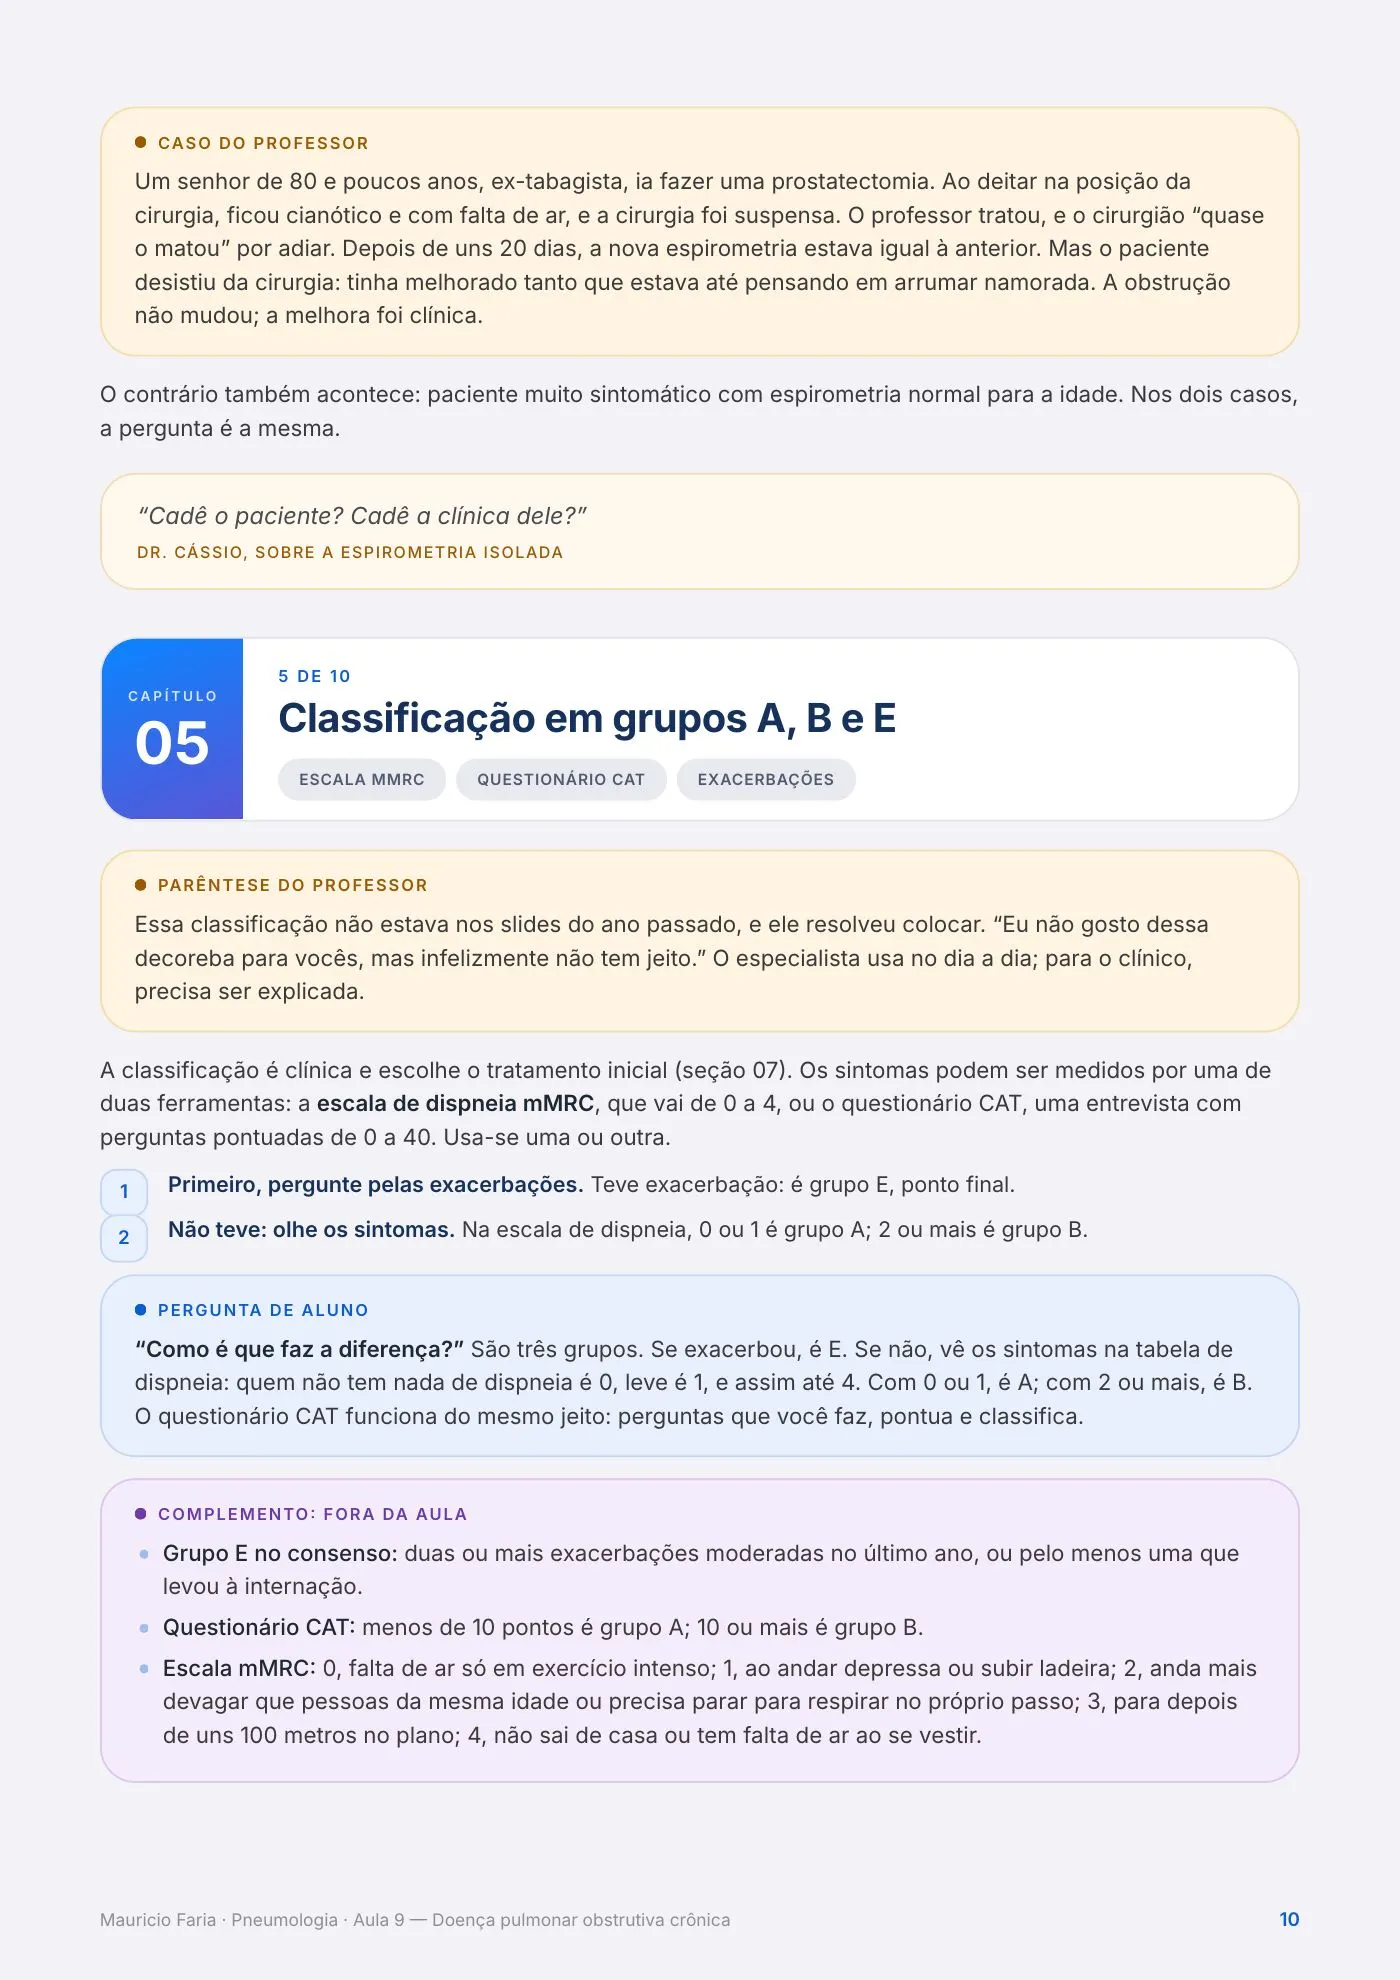 CASO DO PROFESSOR
Um senhor de 80 e poucos anos, ex-tabagista, ia fazer uma prostatectomia. Ao deitar na posição da
cirurgia, ficou cianótico e com falta de ar, e a cirurgia foi suspensa. O professor tratou, e o cirurgião “quase
o matou” por adiar. Depois de uns 20 dias, a nova espirometria estava igual à anterior. Mas o paciente
desistiu da cirurgia: tinha melhorado tanto que estava até pensando em arrumar namorada. A obstrução
não mudou; a melhora foi clínica.
O contrário também acontece: paciente muito sintomático com espirometria normal para a idade. Nos dois casos,
a pergunta é a mesma.
“Cadê o paciente? Cadê a clínica dele?”
DR. CÁSSIO, SOBRE A ESPIROMETRIA ISOLADA
CAPÍTULO
05
5 DE 10
Classificação em grupos A, B e E
ESCALA MMRC QUESTIONÁRIO CAT EXACERBAÇÕES
PARÊNTESE DO PROFESSOR
Essa classificação não estava nos slides do ano passado, e ele resolveu colocar. “Eu não gosto dessa
decoreba para vocês, mas infelizmente não tem jeito.” O especialista usa no dia a dia; para o clínico,
precisa ser explicada.
A classificação é clínica e escolhe o tratamento inicial (seção 07). Os sintomas podem ser medidos por uma de
duas ferramentas: a escala de dispneia mMRC, que vai de 0 a 4, ou o questionário CAT, uma entrevista com
perguntas pontuadas de 0 a 40. Usa-se uma ou outra.
1 Primeiro, pergunte pelas exacerbações. Teve exacerbação: é grupo E, ponto final.
2 Não teve: olhe os sintomas. Na escala de dispneia, 0 ou 1 é grupo A; 2 ou mais é grupo B.
PERGUNTA DE ALUNO
“Como é que faz a diferença?” São três grupos. Se exacerbou, é E. Se não, vê os sintomas na tabela de
dispneia: quem não tem nada de dispneia é 0, leve é 1, e assim até 4. Com 0 ou 1, é A; com 2 ou mais, é B.
O questionário CAT funciona do mesmo jeito: perguntas que você faz, pontua e classifica.
COMPLEMENTO: FORA DA AULA
Grupo E no consenso: duas ou mais exacerbações moderadas no último ano, ou pelo menos uma que
levou à internação.
Questionário CAT: menos de 10 pontos é grupo A; 10 ou mais é grupo B.
Escala mMRC: 0, falta de ar só em exercício intenso; 1, ao andar depressa ou subir ladeira; 2, anda mais
devagar que pessoas da mesma idade ou precisa parar para respirar no próprio passo; 3, para depois
de uns 100 metros no plano; 4, não sai de casa ou tem falta de ar ao se vestir.
Mauricio Faria · Pneumologia · Aula 9 — Doença pulmonar obstrutiva crônica
10